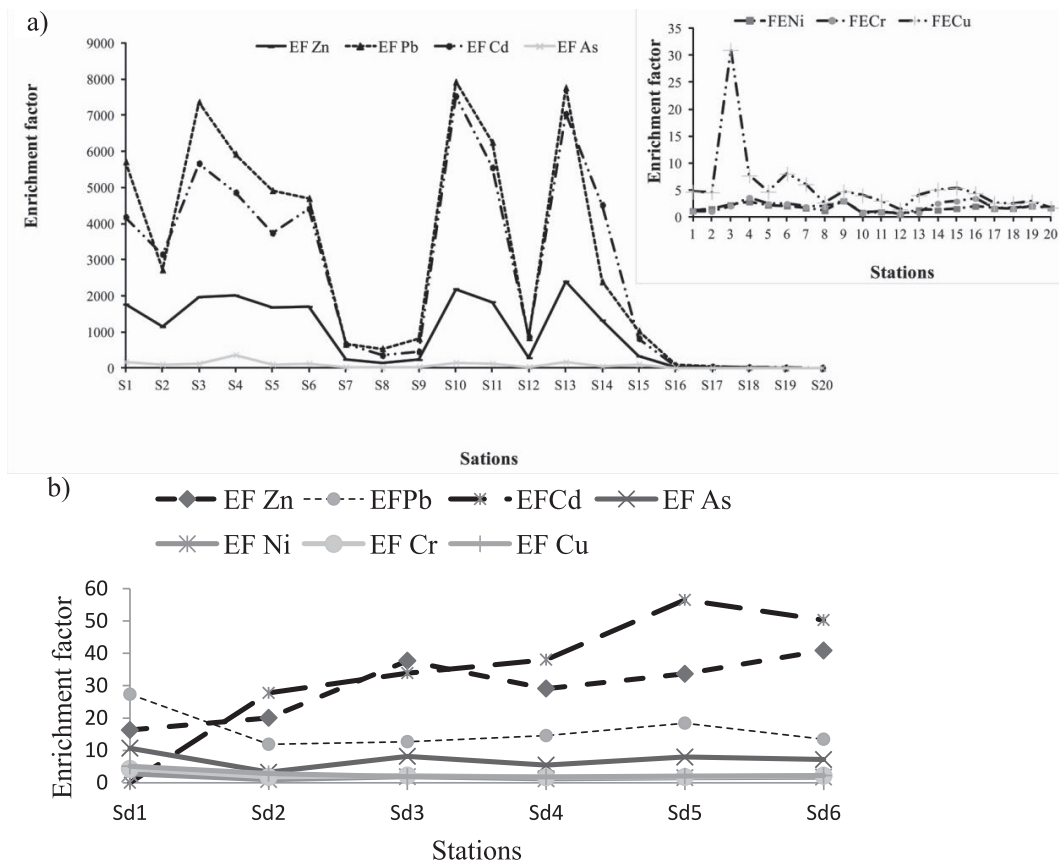 a)
EF Zn EF Pb EF Cd EF As
Enrichment factor
9000
8000
7000
6000
5000
4000
3000
2000
1000
0
S1 S2 S3 S4 S5 S6 S7 S8 S9 S10 S11 S12 S13 S14 S15 S16 S17 S18 S19 S20
Sations
FENi FECr FECu
Enrichment factor
35
30
25
20
15
10
5
0
1 2 3 4 5 6 7 8 9 10 11 12 13 14 15 16 17 18 19 20
Stations
b)
EF Zn EFPb EFCd EF As
EF Ni EF Cr EF Cu
Enrichment factor
60
50
40
30
20
10
0
Sd1 Sd2 Sd3 Sd4 Sd5 Sd6
Stations